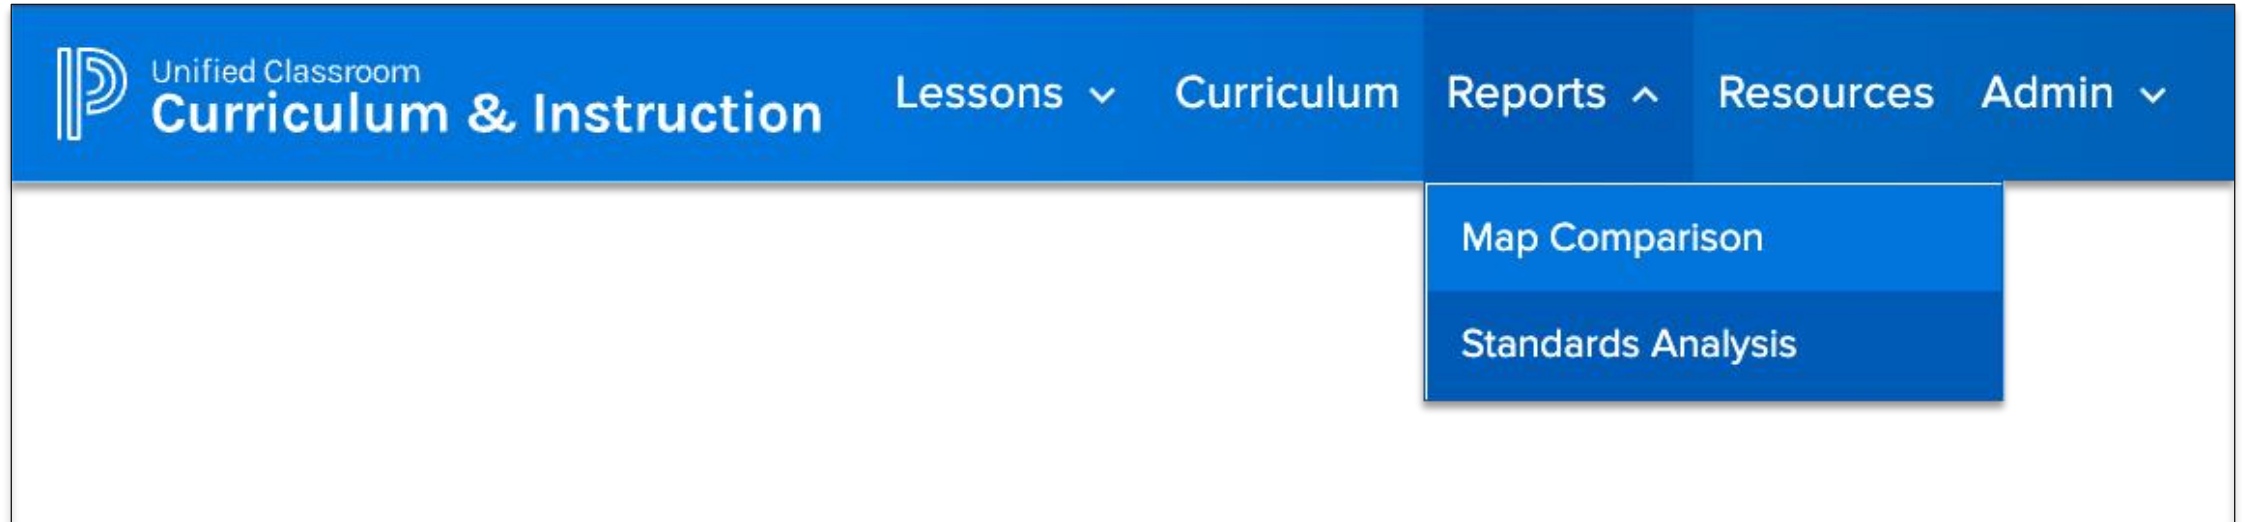 Unified Classroom
Curriculum & Instruction
Lessons Curriculum Reports Resources Admin
Map Comparison
Standards Analysis